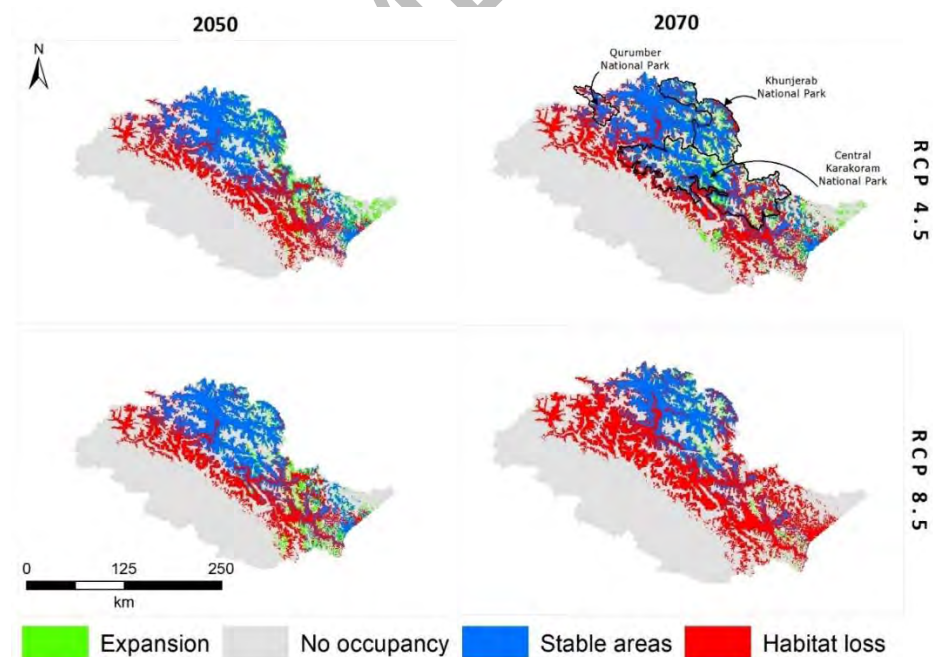 2050
2070
N
Qurumber
National Park
Khunjerab
National Park
Central
Karakoram
National Park
RCP 4.5
RCP 8.5
0 125 250
km
Expansion No occupancy Stable areas Habitat loss